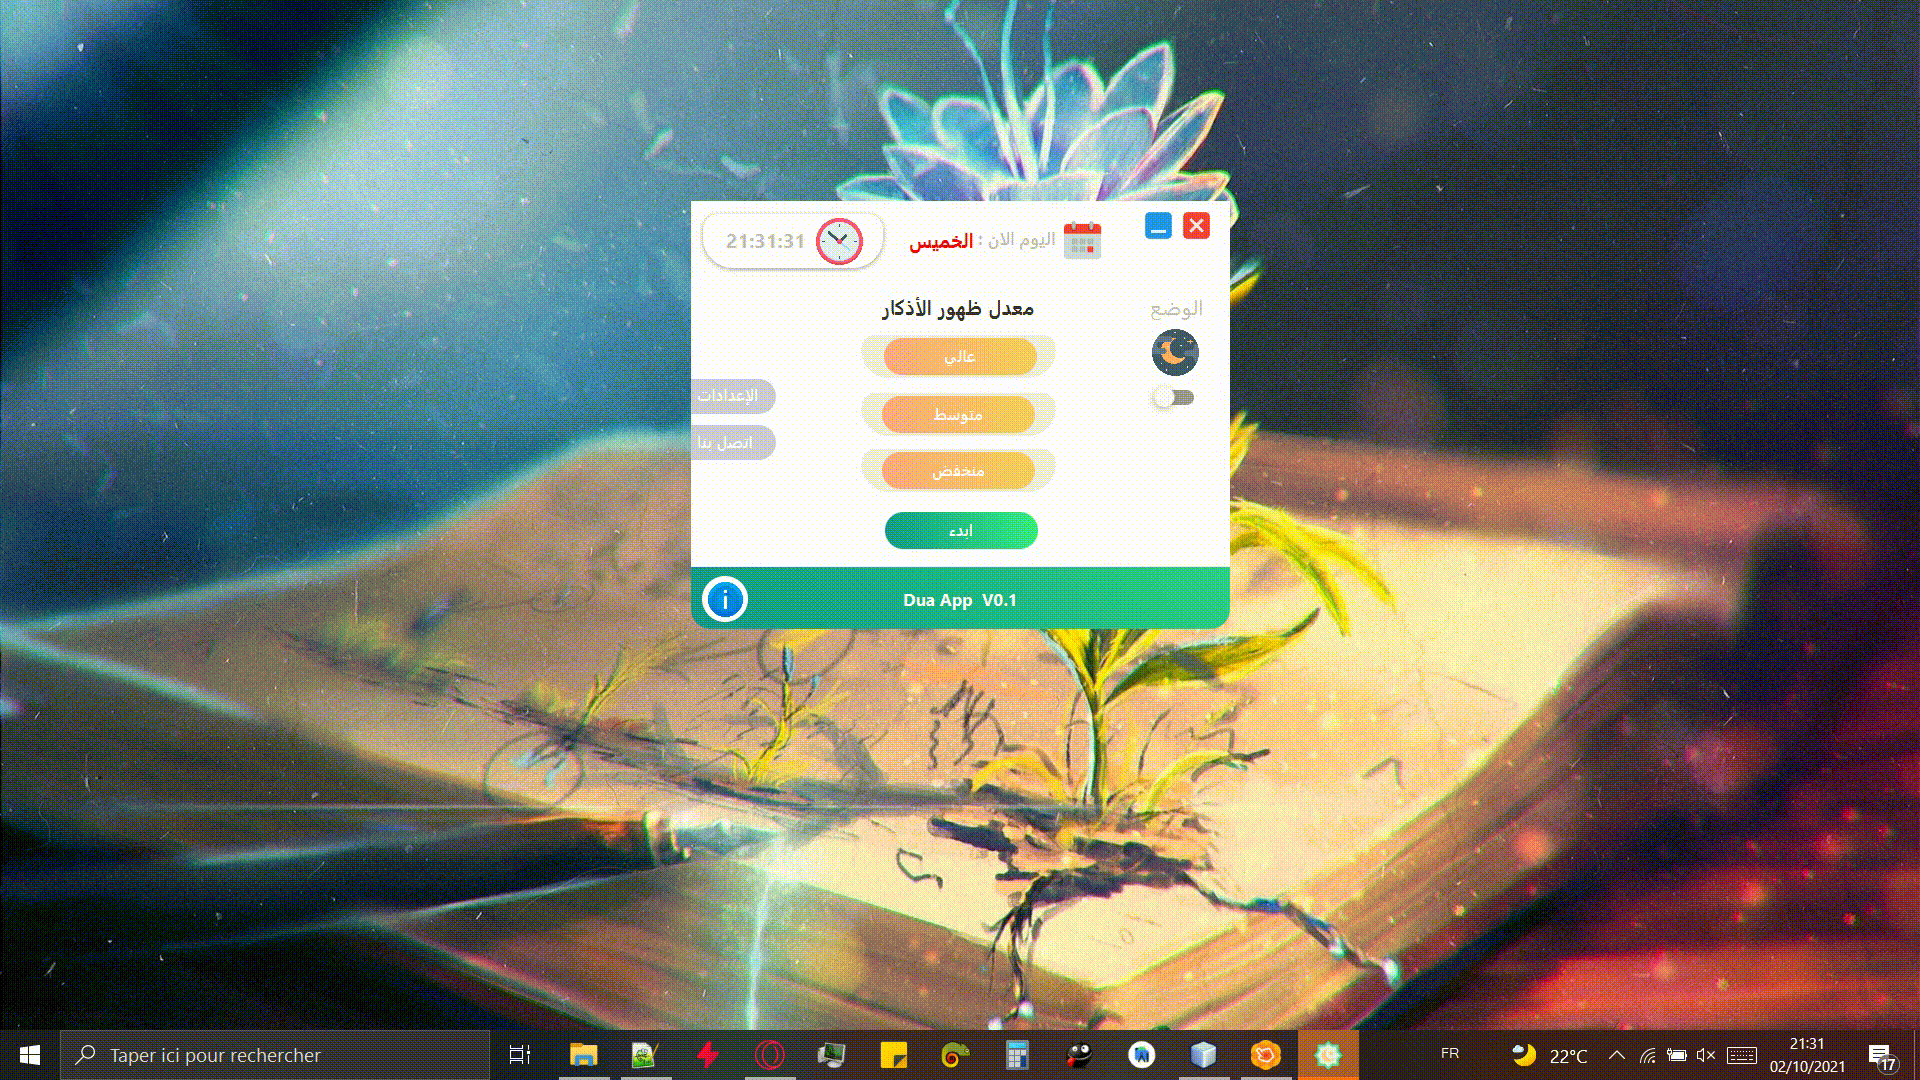 21:31:31
اليوم الان : الخميس
معدل ظهور الأذكار
الوضع
عالي
متوسط
منخفض
الإعدادات
اتصل بنا
ابدء
Dua App V0.1
Taper ici pour rechercher
FR
22°C
21:31
02/10/2021
17